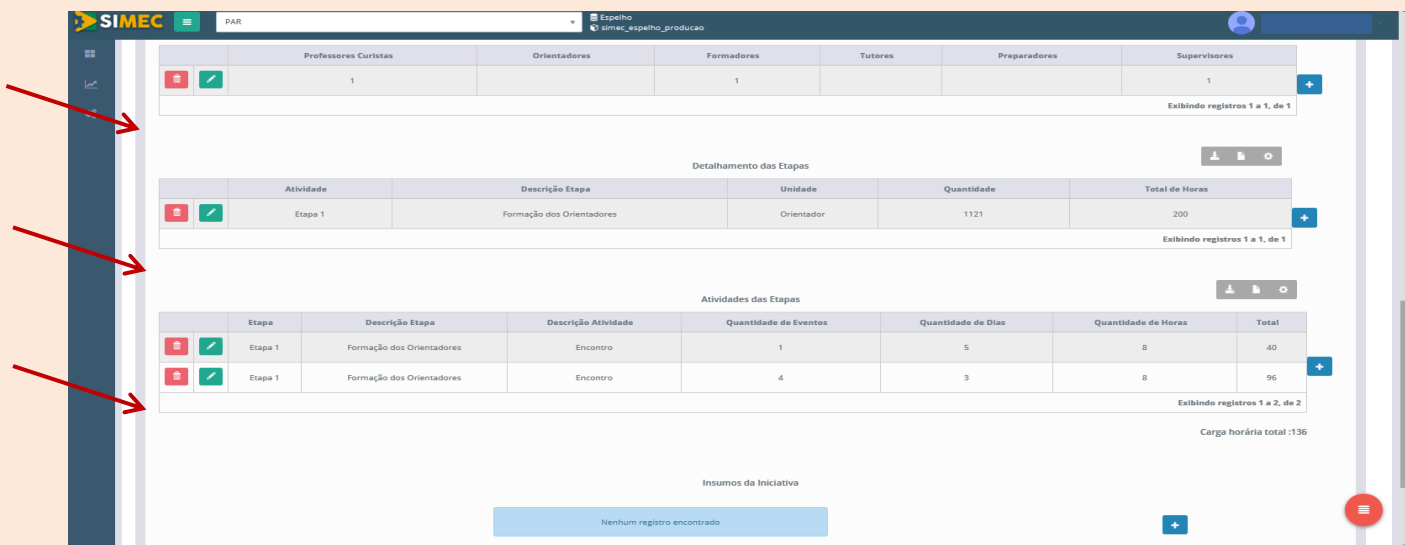 SIMEC PAR Espelho
simec_espelho_producao
Professores Curistas Orientadores Formadores Tutores Preparadores Supervisores
1 1 1
Exibindo registros 1 a 1, de 1
Detalhamento das Etapas
Atividade Descrição Etapa Unidade Quantidade Total de Horas
Etapa 1 Formação dos Orientadores Orientador 1121 200
Exibindo registros 1 a 1, de 1
Atividades das Etapas
Etapa Descrição Etapa Descrição Atividade Quantidade de Eventos Quantidade de Dias Quantidade de Horas Total
Etapa 1 Formação dos Orientadores Encontro 1 5 8 40
Etapa 1 Formação dos Orientadores Encontro 4 3 8 96
Exibindo registros 1 a 2, de 2
Carga horária total :136
Insumos da Iniciativa
Nenhum registro encontrado